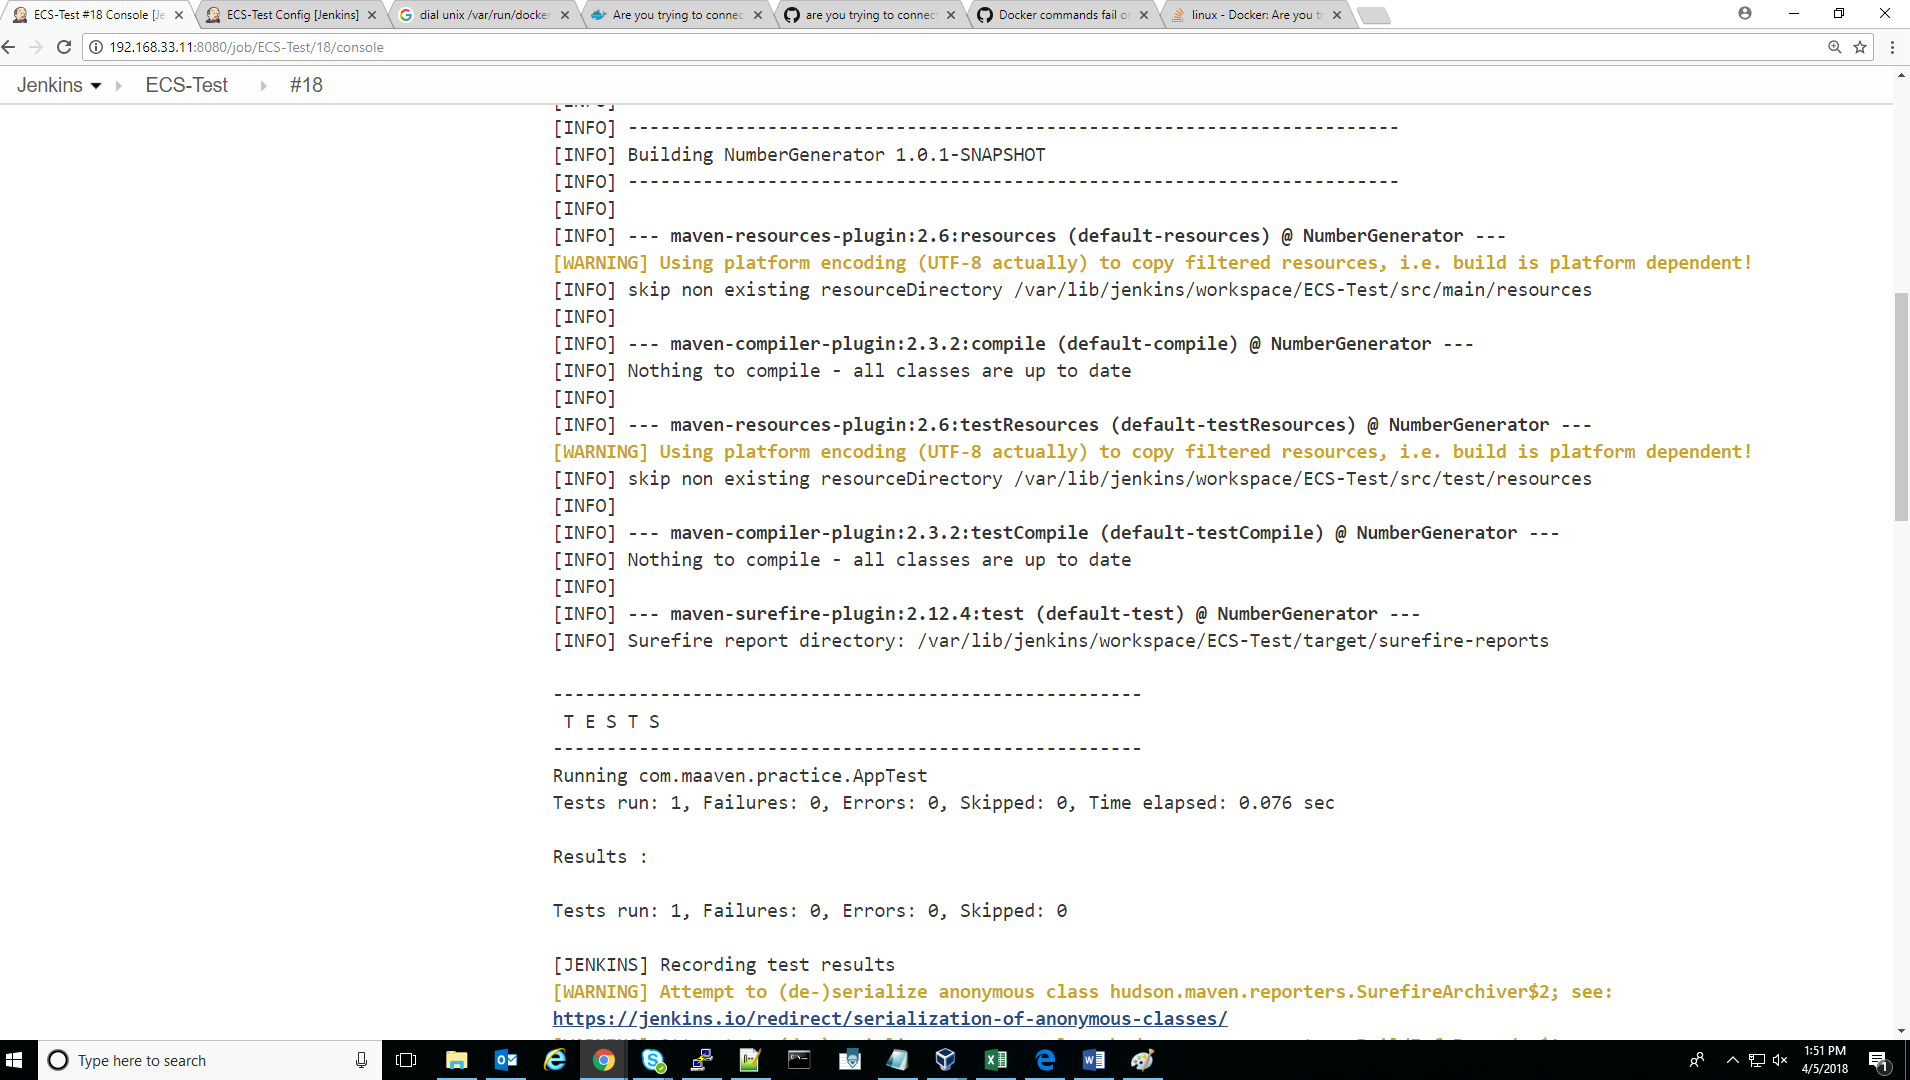 ECS-Test #18 Console [Je
ECS-Test Config [Jenkins]
dial unix /var/run/docker
Are you trying to connec
are you trying to connect
Docker commands fail or
linux - Docker: Are you t
192.168.33.11:8080/job/ECS-Test/18/console
Jenkins
ECS-Test
#18
[INFO]
[INFO] ------------------------------------------------------------------------
[INFO] Building NumberGenerator 1.0.1-SNAPSHOT
[INFO] ------------------------------------------------------------------------
[INFO]
[INFO] --- maven-resources-plugin:2.6:resources (default-resources) @ NumberGenerator ---
[WARNING] Using platform encoding (UTF-8 actually) to copy filtered resources, i.e. build is platform dependent!
[INFO] skip non existing resourceDirectory /var/lib/jenkins/workspace/ECS-Test/src/main/resources
[INFO]
[INFO] --- maven-compiler-plugin:2.3.2:compile (default-compile) @ NumberGenerator ---
[INFO] Nothing to compile - all classes are up to date
[INFO]
[INFO] --- maven-resources-plugin:2.6:testResources (default-testResources) @ NumberGenerator ---
[WARNING] Using platform encoding (UTF-8 actually) to copy filtered resources, i.e. build is platform dependent!
[INFO] skip non existing resourceDirectory /var/lib/jenkins/workspace/ECS-Test/src/test/resources
[INFO]
[INFO] --- maven-compiler-plugin:2.3.2:testCompile (default-testCompile) @ NumberGenerator ---
[INFO] Nothing to compile - all classes are up to date
[INFO]
[INFO] --- maven-surefire-plugin:2.12.4:test (default-test) @ NumberGenerator ---
[INFO] Surefire report directory: /var/lib/jenkins/workspace/ECS-Test/target/surefire-reports
-------------------------------------------------------
T E S T S
-------------------------------------------------------
Running com.maaven.practice.AppTest
Tests run: 1, Failures: 0, Errors: 0, Skipped: 0, Time elapsed: 0.076 sec
Results :
Tests run: 1, Failures: 0, Errors: 0, Skipped: 0
[JENKINS] Recording test results
[WARNING] Attempt to (de-)serialize anonymous class hudson.maven.reporters.SurefireArchiver$2; see:
https://jenkins.io/redirect/serialization-of-anonymous-classes/
Type here to search
1:51 PM
4/5/2018
1